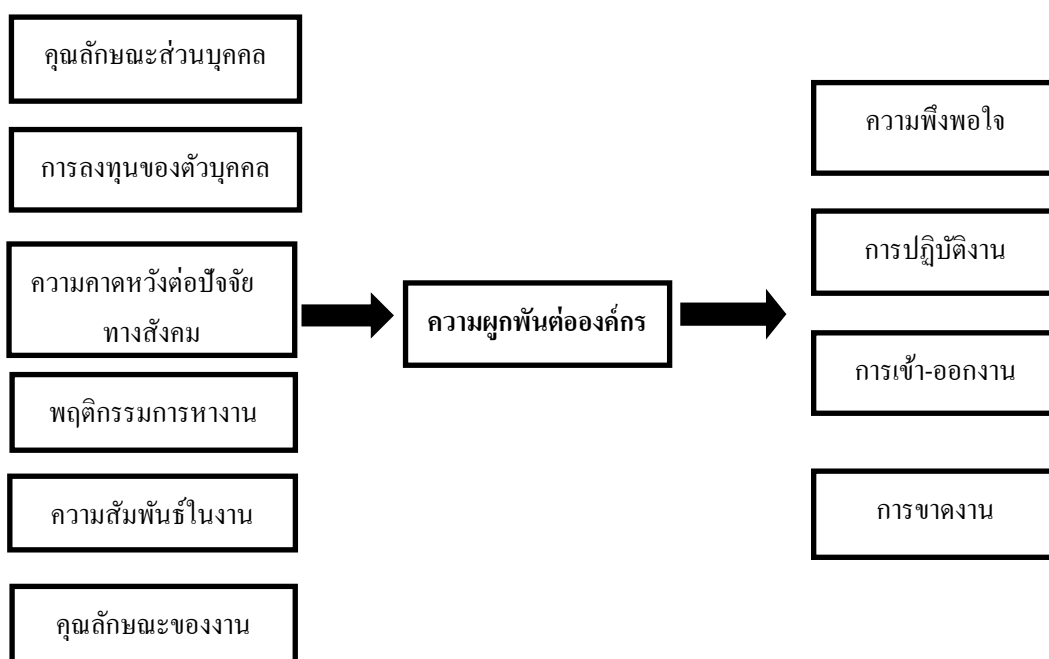 คุณลักษณะส่วนบุคคล
การลงทุนของตัวบุคคล
ความคาดหวังต่อปัจจัย
ทางสังคม
พฤติกรรมการหางาน
ความสัมพันธ์ในงาน
คุณลักษณะของงาน
ความผูกพันต่อองค์กร
ความพึงพอใจ
การปฏิบัติงาน
การเข้า-ออกงาน
การขาดงาน